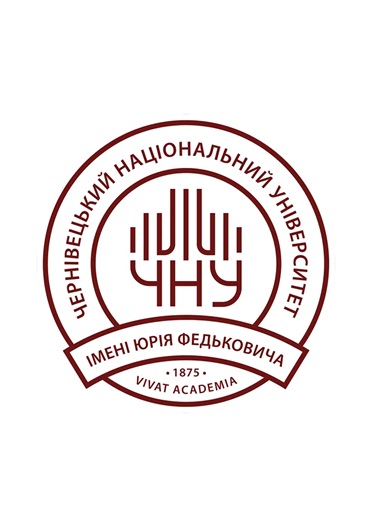 ЧЕРНІВЕЦЬКИЙ НАЦІОНАЛЬНИЙ УНІВЕРСИТЕТ
ЧНУ
ІМЕНІ ЮРІЯ ФЕДЬКОВИЧА
• 1875 •
VIVAT ACADEMIA